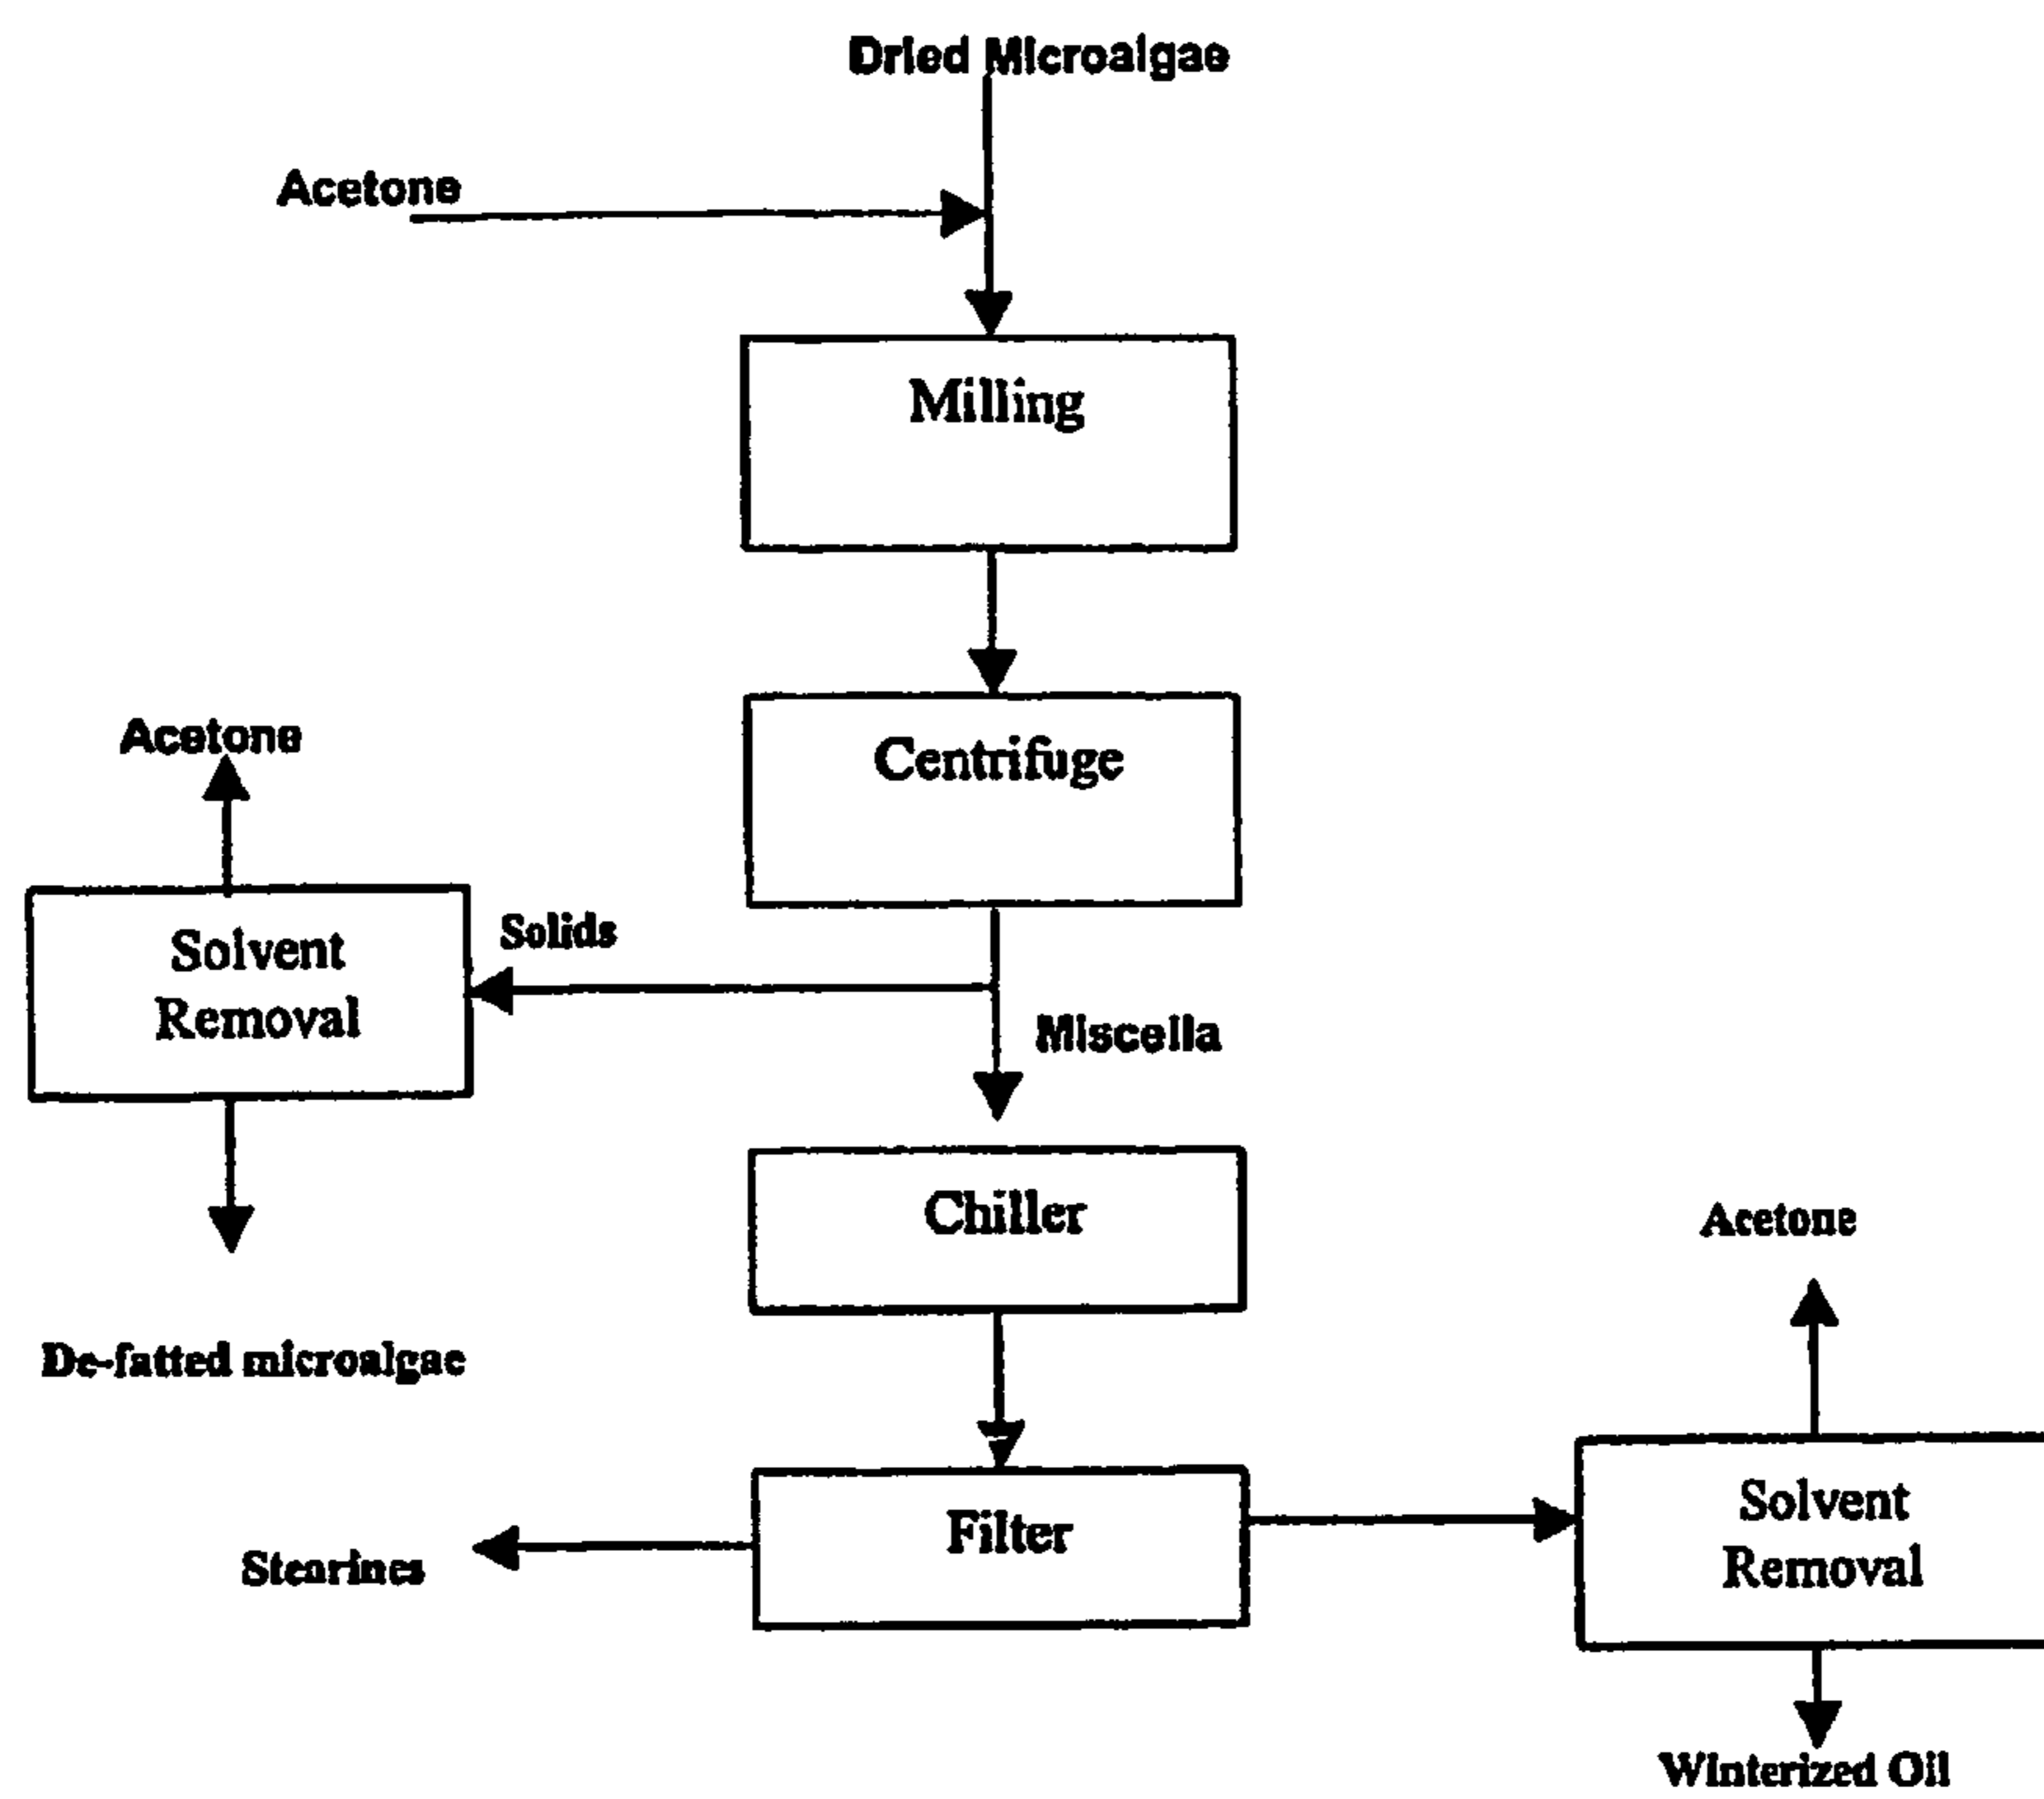 Dried Microalgae
Acetone
Milling
Centrifuge
Acetone
Solids
Solvent
Removal
Miscella
Chiller
Acetone
De-fatted microalgae
Filter
Solvent
Removal
Stearines
Winterized Oil